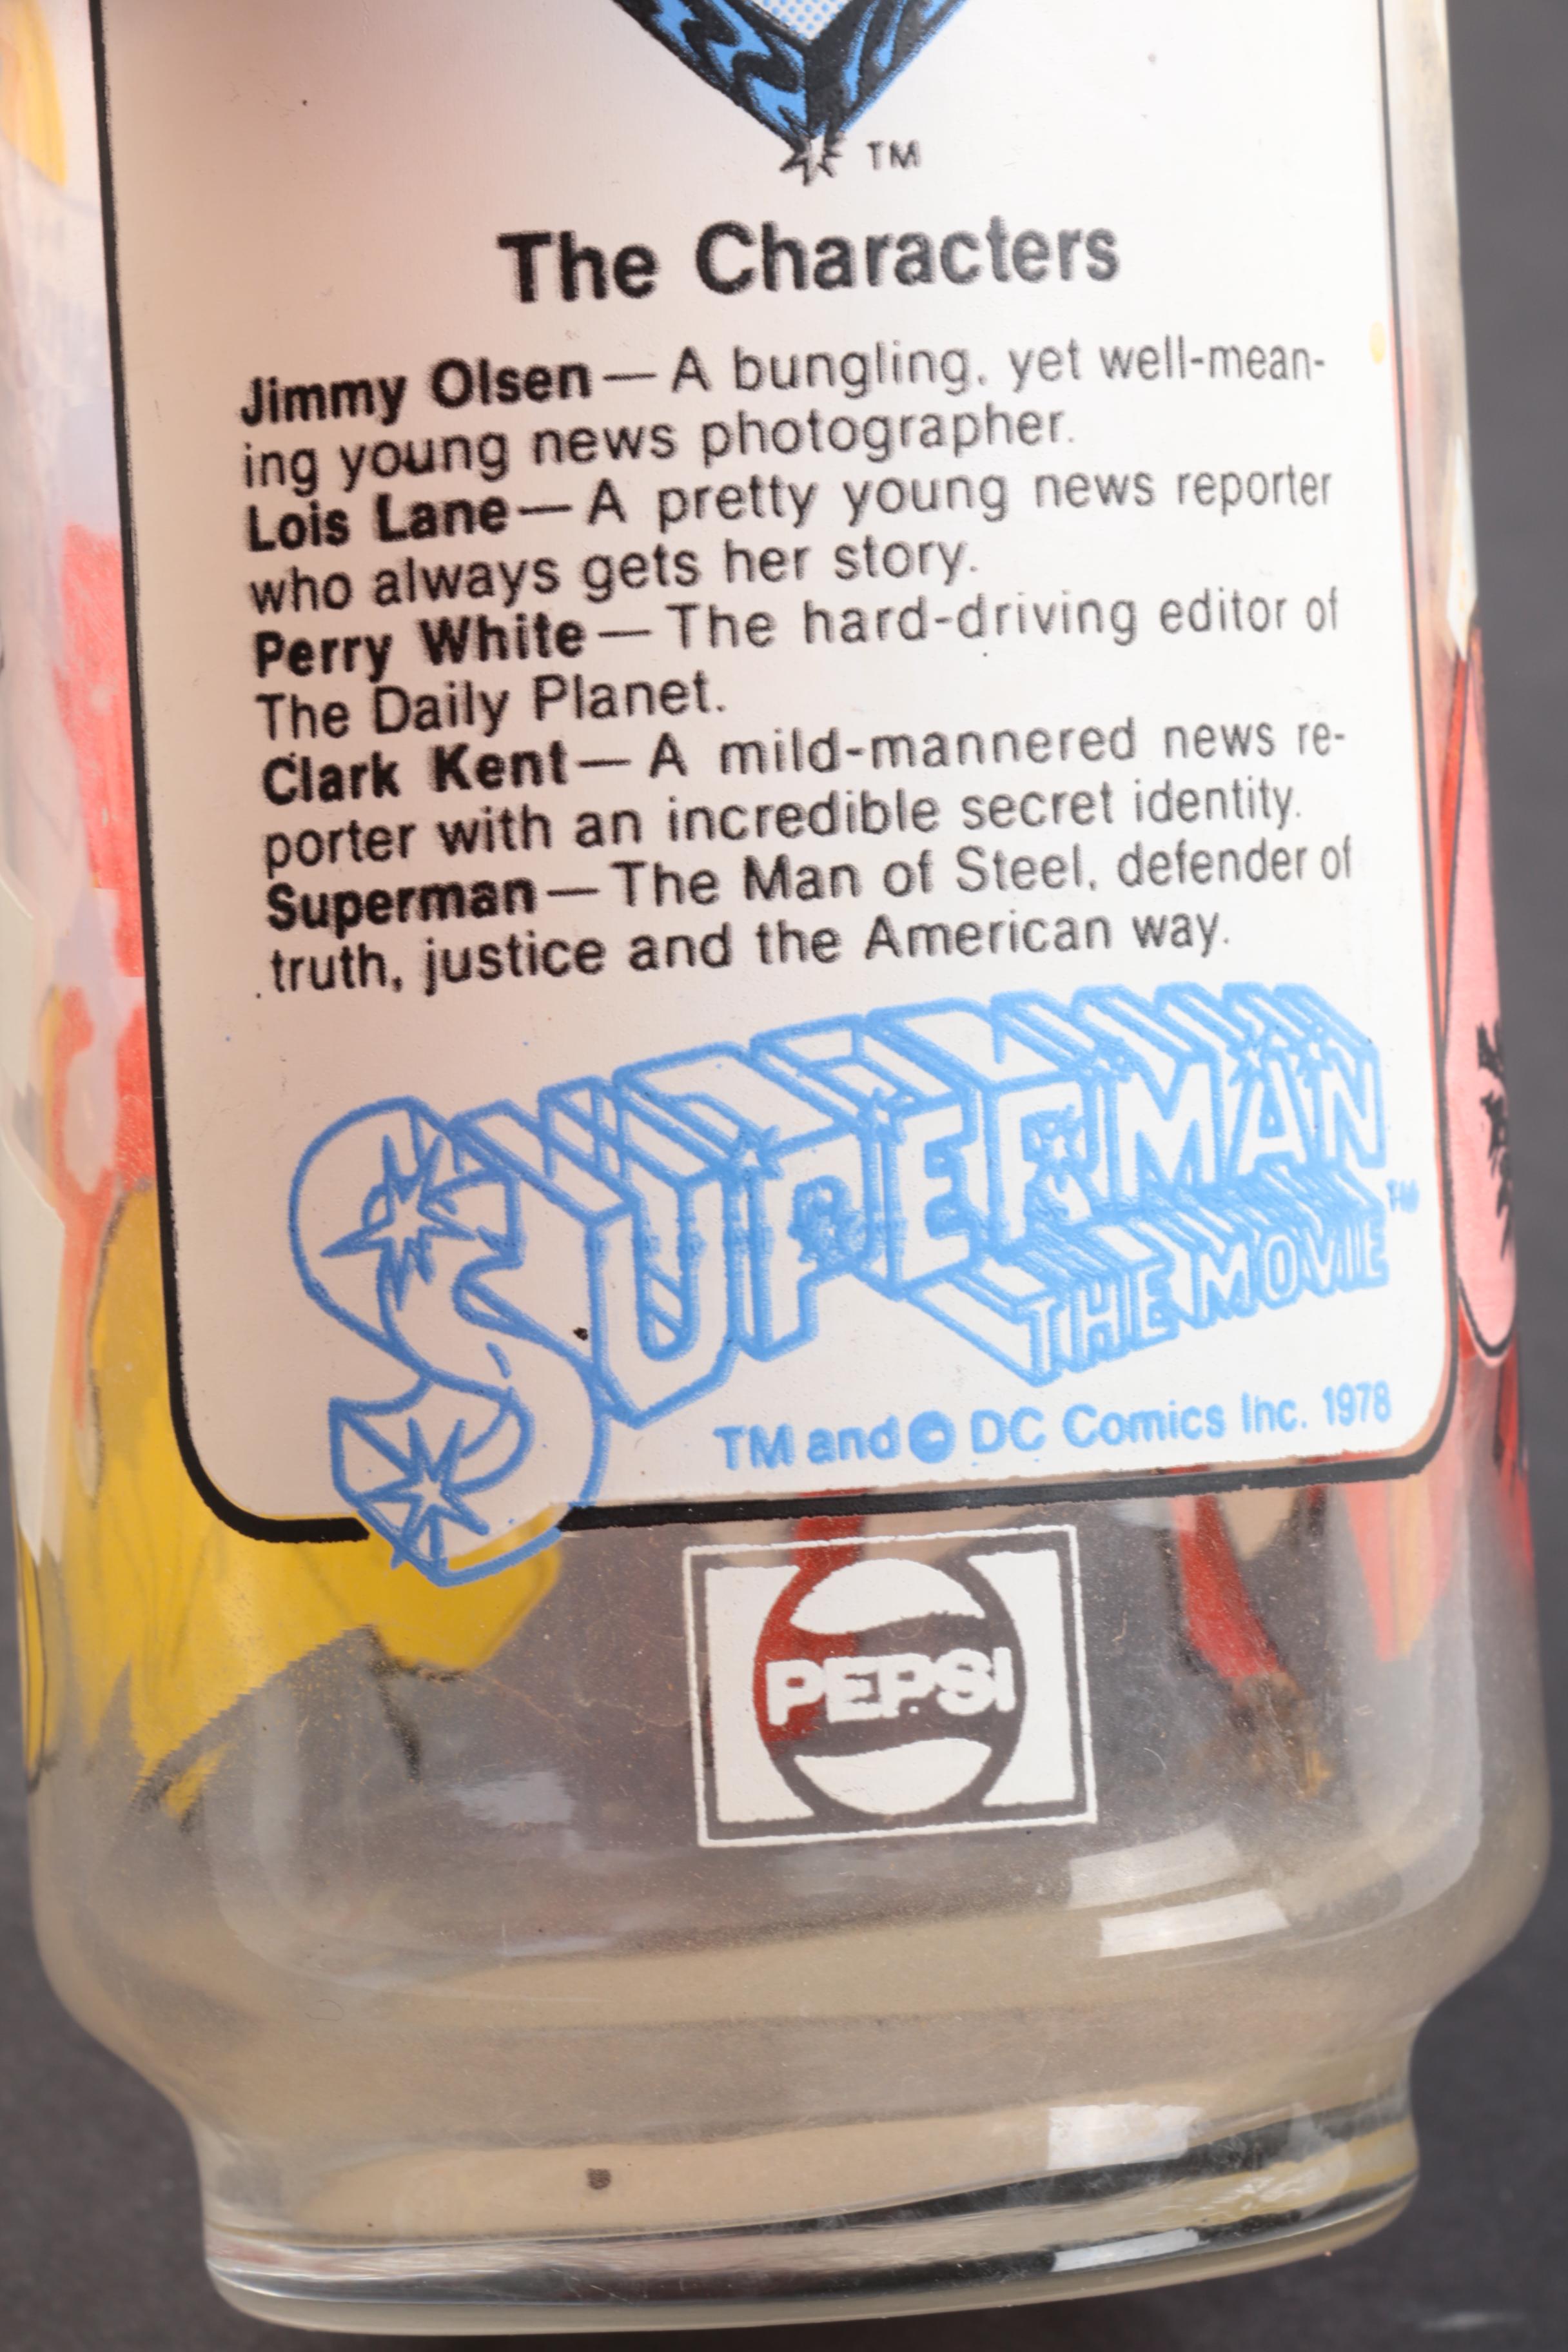 TM
The Characters
Jimmy Olsen—A bungling, yet well-mean-
ing young news photographer.
Lois Lane—A pretty young news reporter
who always gets her story.
Perry White—The hard-driving editor of
The Daily Planet.
Clark Kent—A mild-mannered news re-
porter with an incredible secret identity.
Superman—The Man of Steel, defender of
truth, justice and the American way.
SUPERMAN
THE MOVIE TM
TM and © DC Comics Inc. 1978
PEPSI